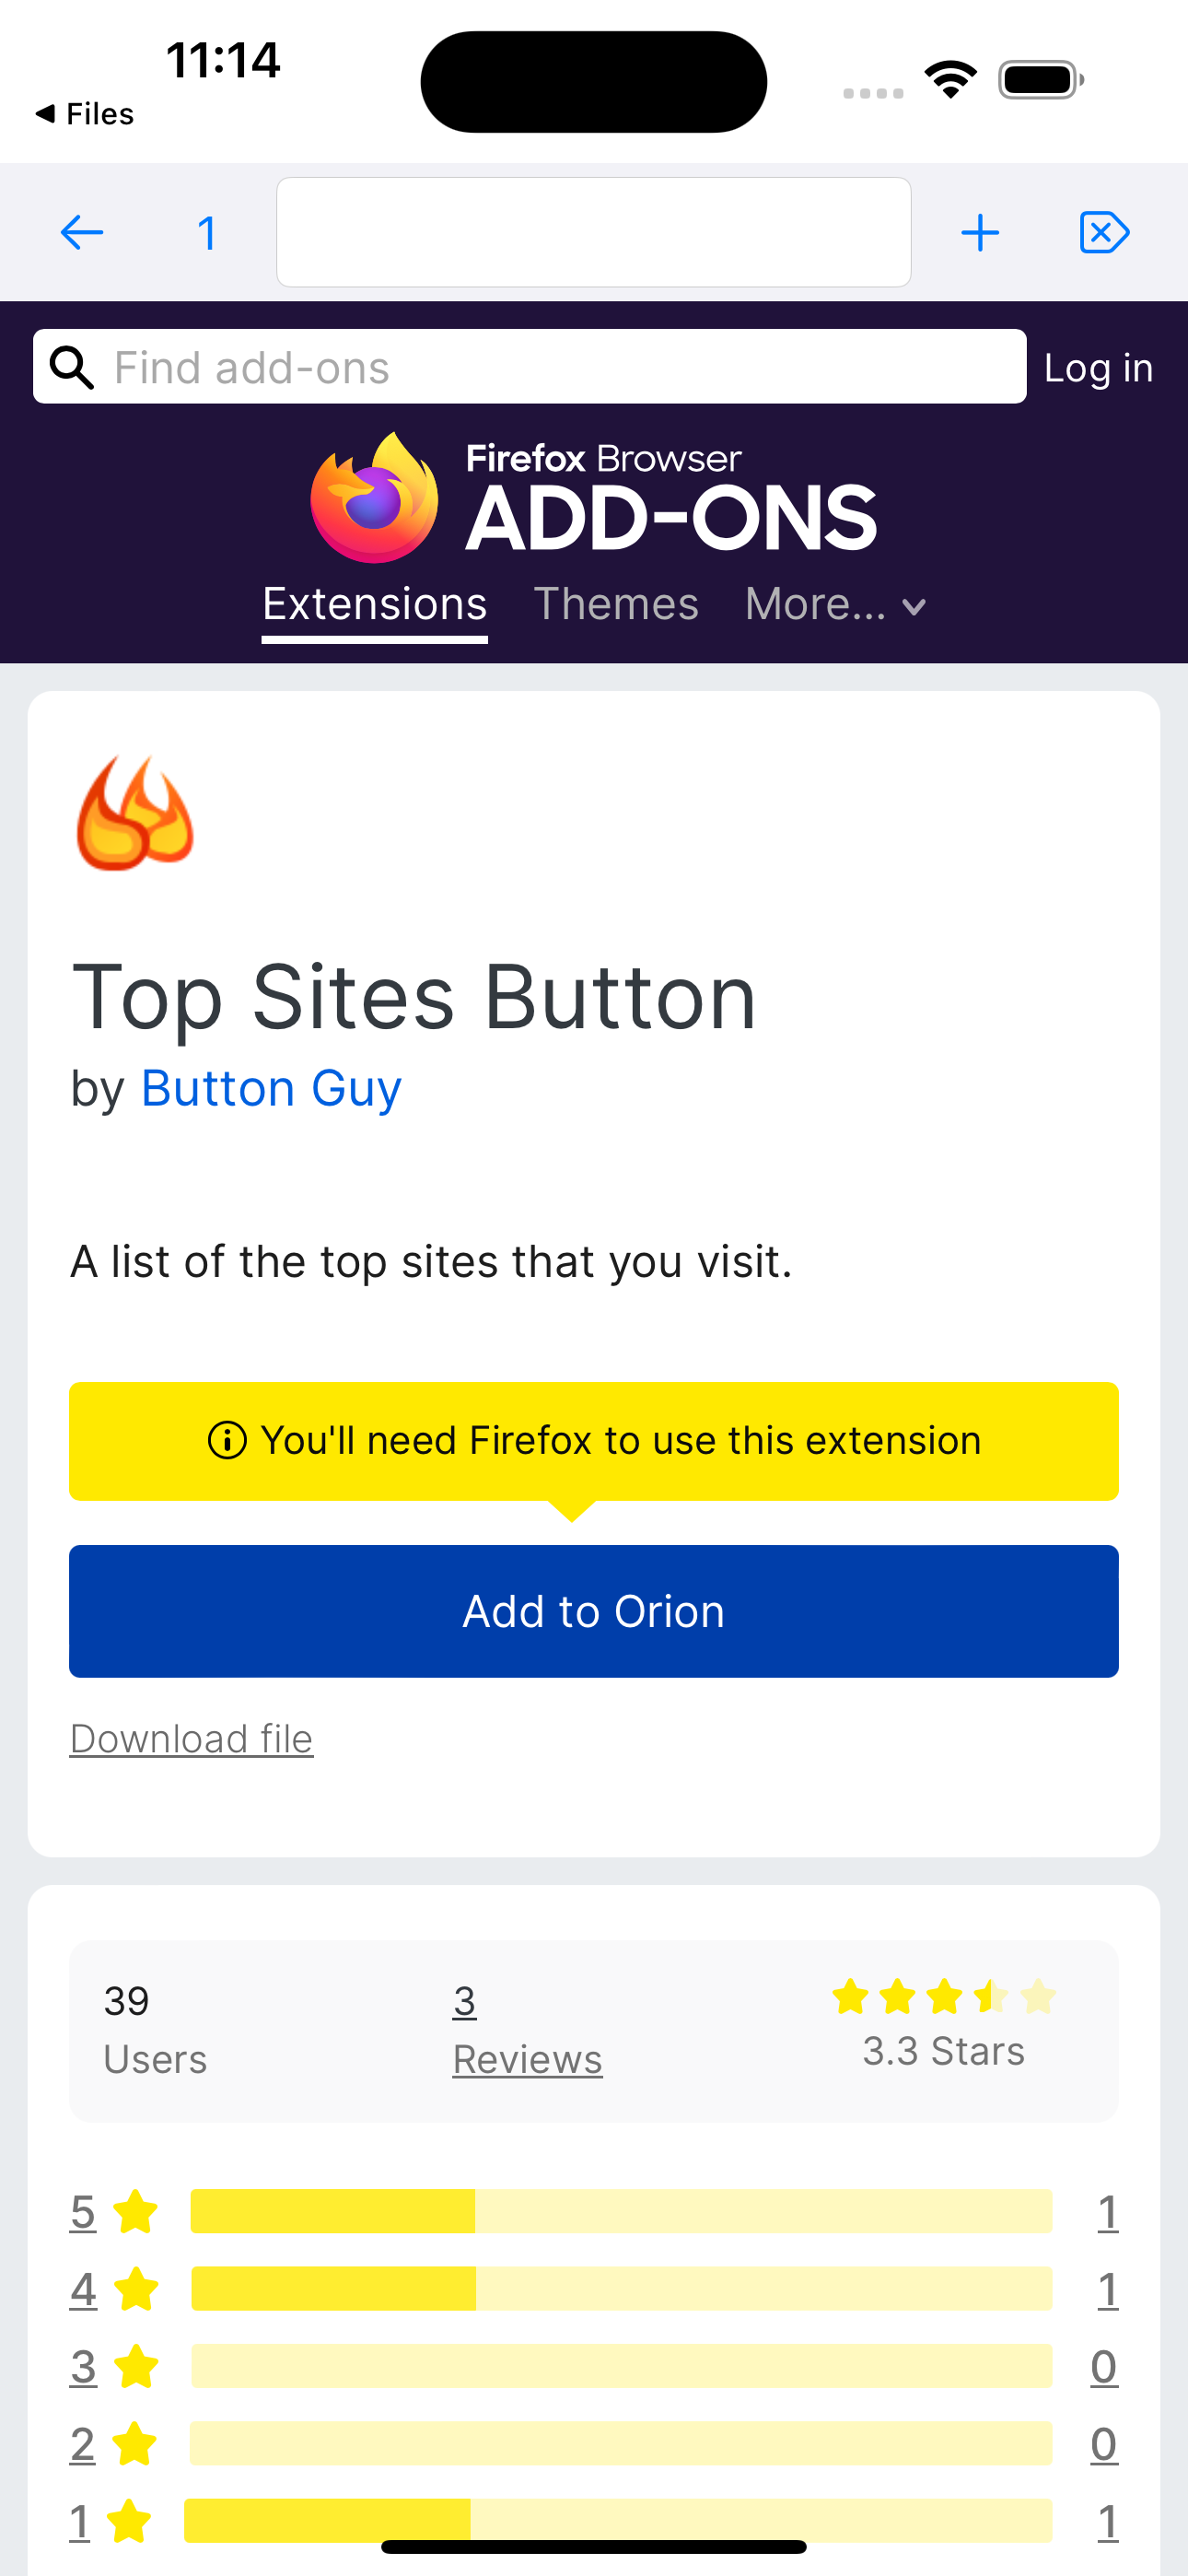 11:14
Files
1
Find add-ons
Log in
Firefox Browser
ADD-ONS
Extensions Themes More...
Top Sites Button
by Button Guy
A list of the top sites that you visit.
You'll need Firefox to use this extension
Add to Orion
Download file
39 3
Users Reviews 3.3 Stars
5 1
4 1
3 0
2 0
1 1